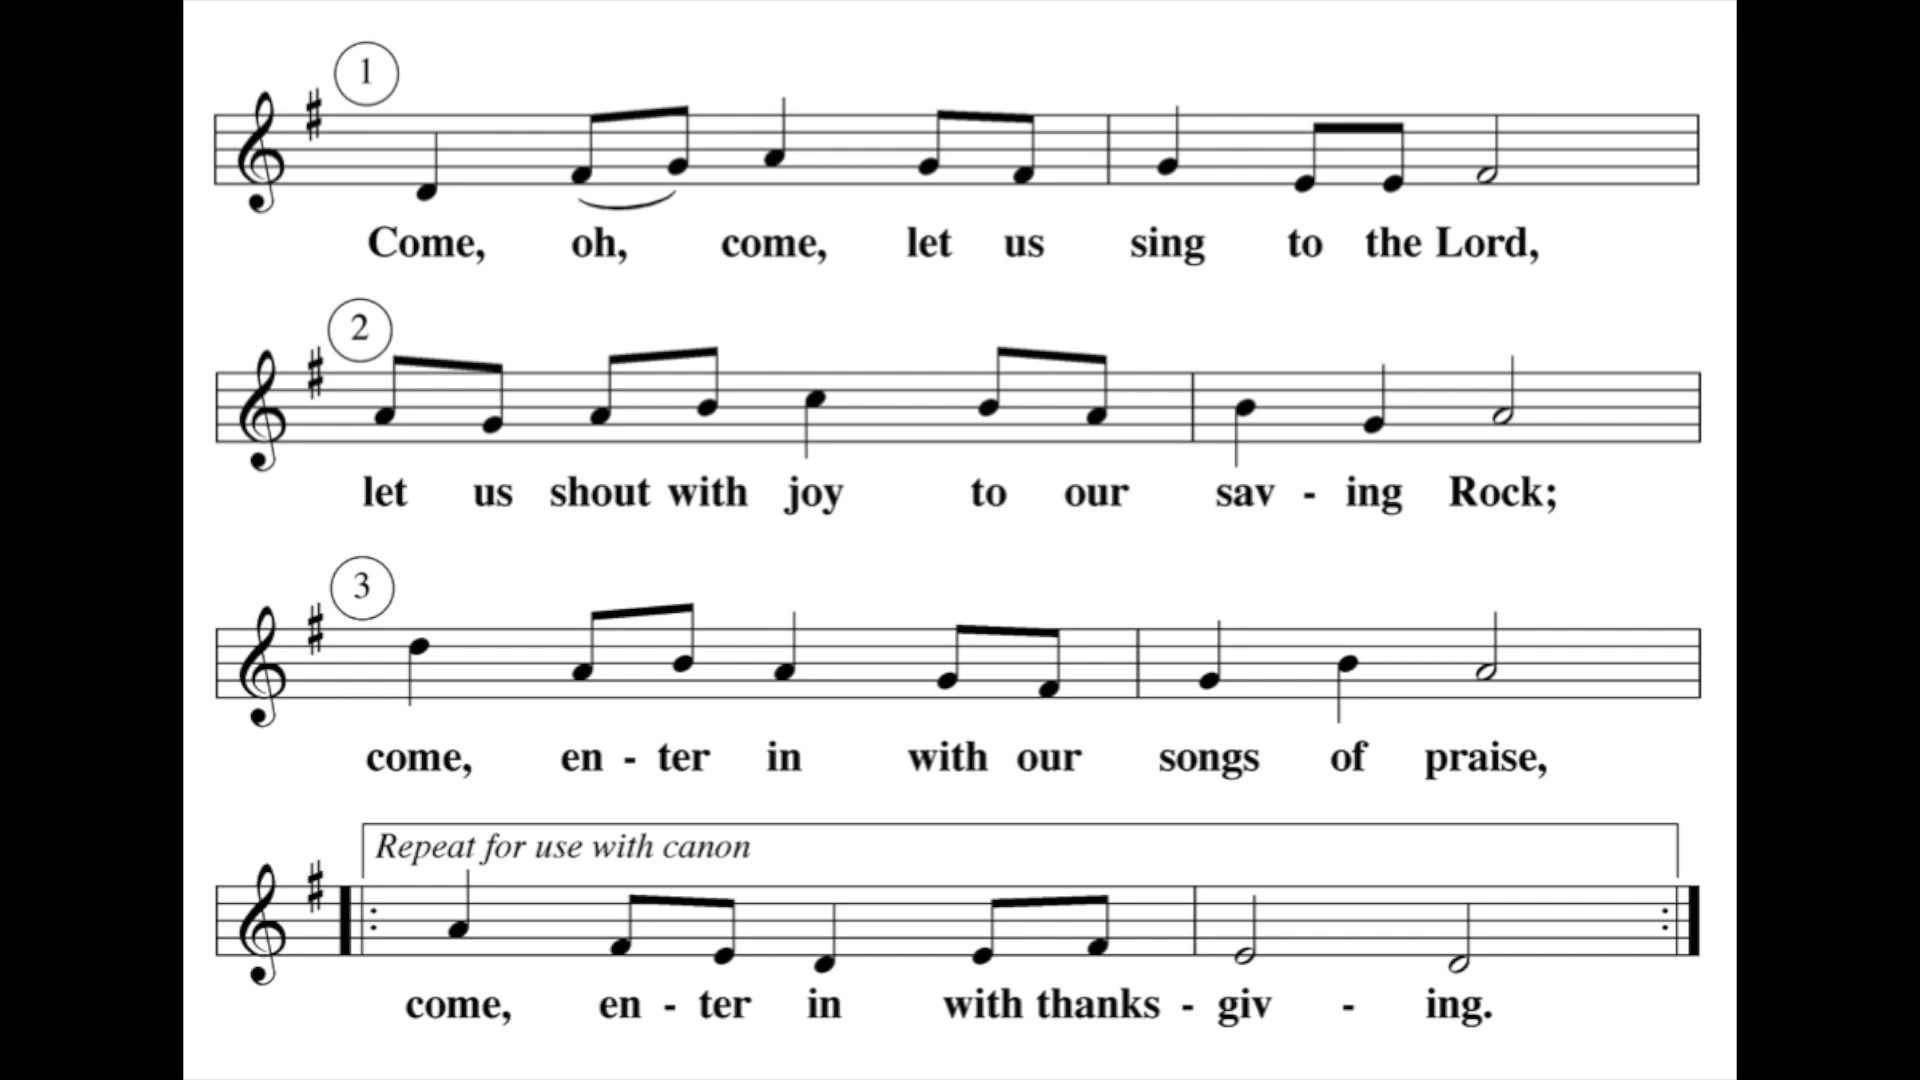 1
Come, oh, come, let us sing to the Lord,
2
let us shout with joy to our sav - ing Rock;
3
come, en - ter in with our songs of praise,
Repeat for use with canon
come, en - ter in with thanks - giv - ing.